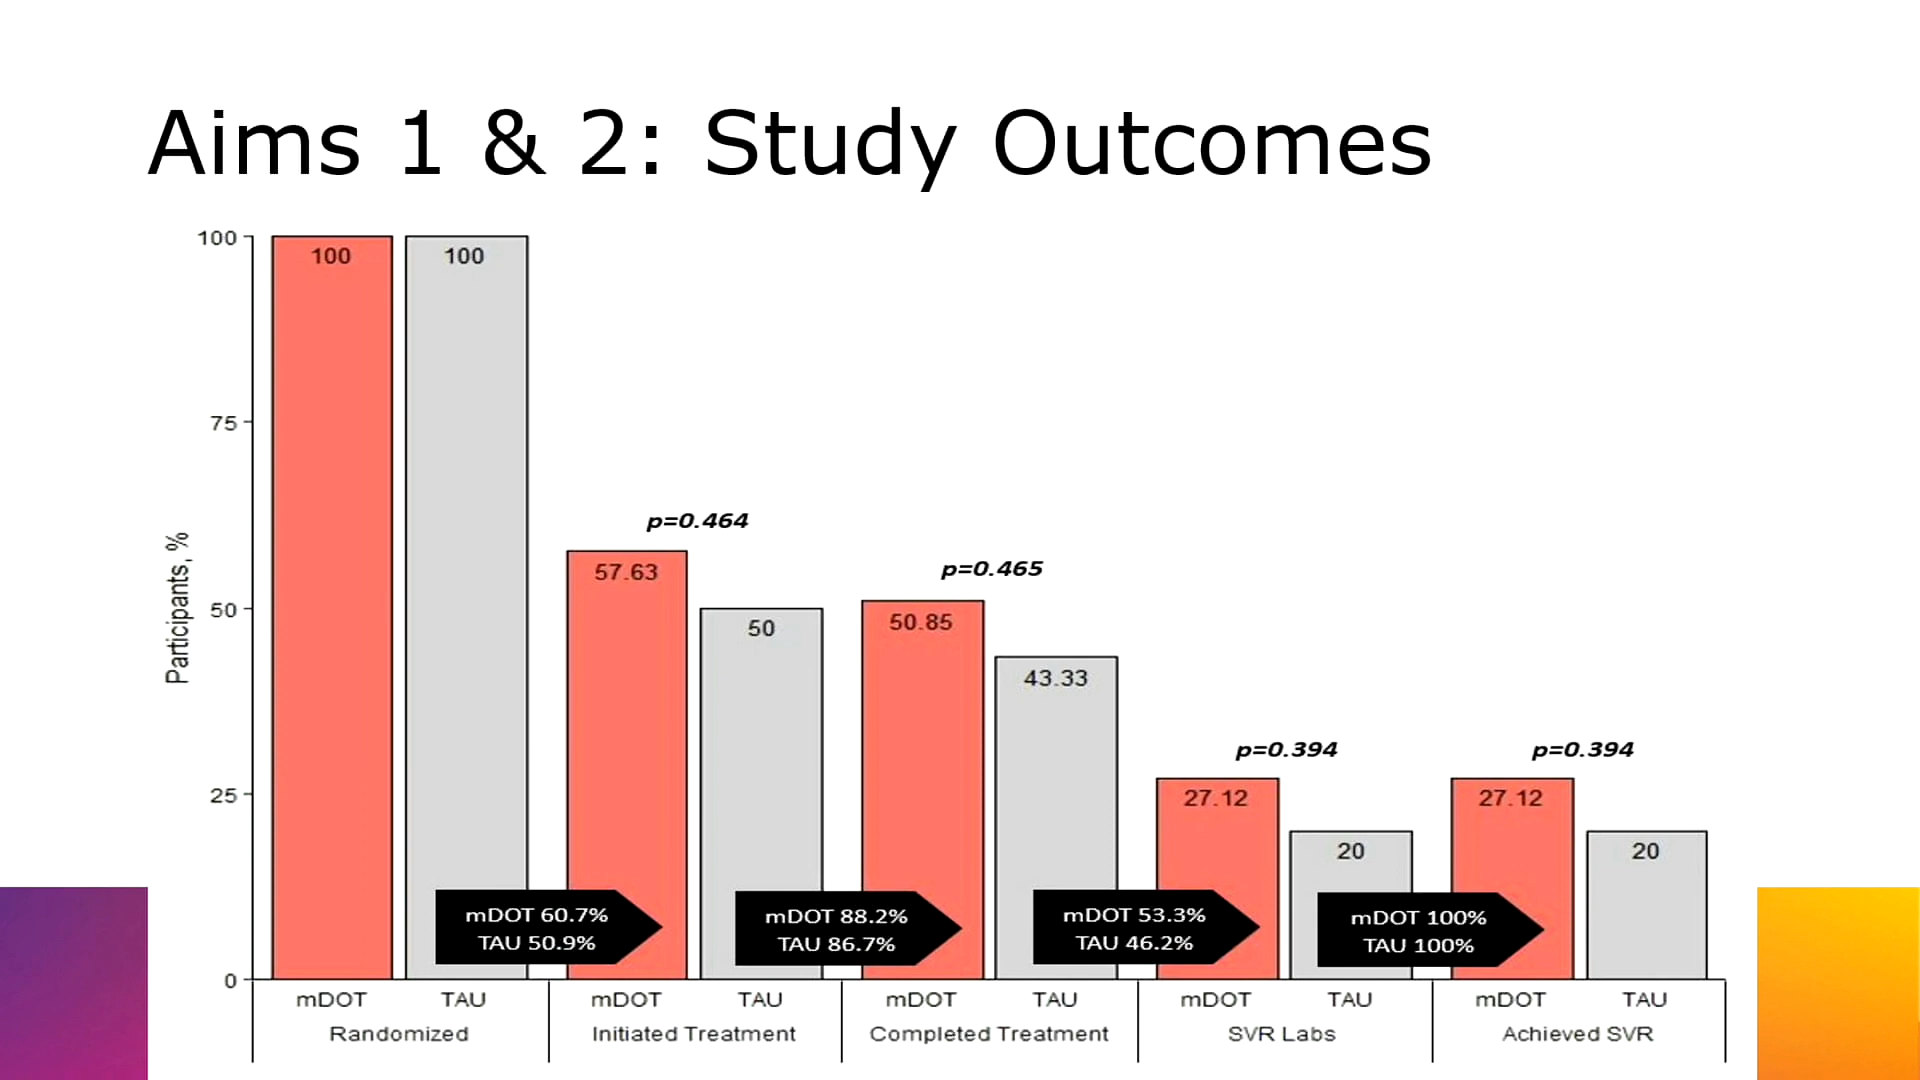 Aims 1 & 2: Study Outcomes
Participants, %
100
75
50
25
0
100
100
p=0.464
57.63
50
p=0.465
50.85
43.33
p=0.394
27.12
20
p=0.394
27.12
20
mDOT 60.7%
TAU 50.9%
mDOT 88.2%
TAU 86.7%
mDOT 53.3%
TAU 46.2%
mDOT 100%
TAU 100%
mDOT TAU mDOT TAU mDOT TAU mDOT TAU mDOT TAU
Randomized Initiated Treatment Completed Treatment SVR Labs Achieved SVR